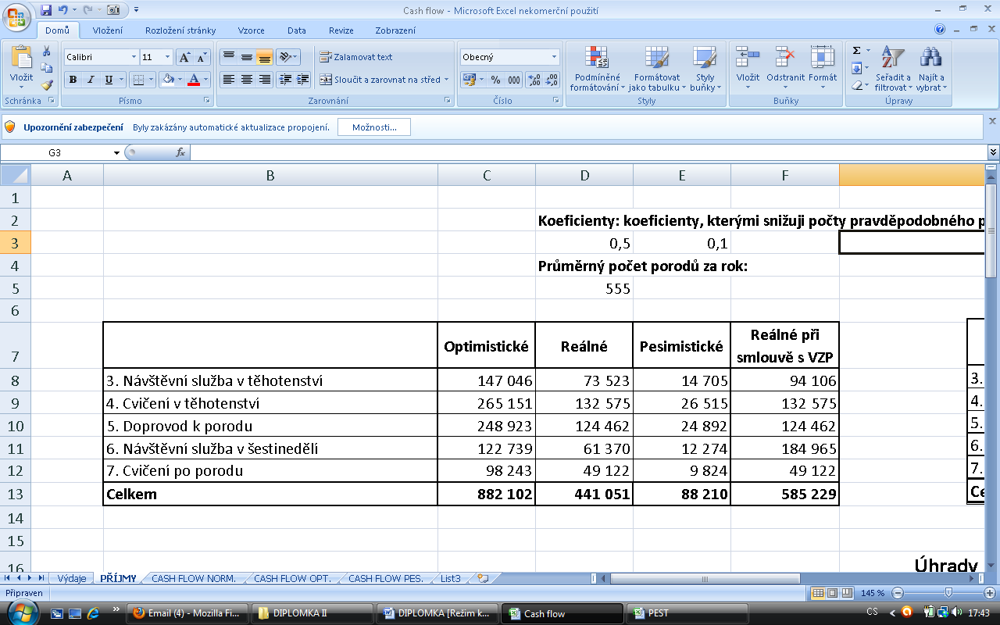 Cash flow - Microsoft Excel nekomerční použití
Domů Vložení Rozložení stránky Vzorce Data Revize Zobrazení
Vložit
Schránka
Calibri 11
B I U
Písmo
Zalamovat text
Sloučit a zarovnat na střed
Zarovnání
Obecný
% 000
Číslo
Podmíněné formátování
Formátovat jako tabulku
Styly buňky
Styly
Vložit Odstranit Formát
Buňky
Seřadit a filtrovat
Najít a vybrat
Úpravy
Upozornění zabezpečení Byly zakázány automatické aktualizace propojení. Možnosti...
G3 fx
A B C D E F
1
2 Koeficienty: koeficienty, kterými snižuji počty pravděpodobného p
3 0,5 0,1
4 Průměrný počet porodů za rok:
5 555
6
7 Optimistické Reálné Pesimistické Reálné při smlouvě s VZP
8 3. Návštěvní služba v těhotenství 147 046 73 523 14 705 94 106 3.
9 4. Cvičení v těhotenství 265 151 132 575 26 515 132 575 4.
10 5. Doprovod k porodu 248 923 124 462 24 892 124 462 5.
11 6. Návštěvní služba v šestinedělí 122 739 61 370 12 274 184 965 6.
12 7. Cvičení po porodu 98 243 49 122 9 824 49 122 7.
13 Celkem 882 102 441 051 88 210 585 229 Ce
14
15
16 Úhrady
Výdaje PŘÍJMY CASH FLOW NORM. CASH FLOW OPT. CASH FLOW PES. List3
Připraven 145 %
Email (4) - Mozilla Fi... DIPLOMKA II DIPLOMKA [Režim k... Cash flow PEST CS 17:43